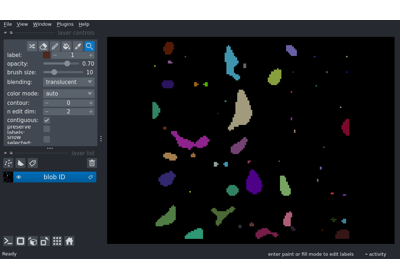 File View Window Plugins Help
layer controls
label: 1
opacity: 0.70
brush size: 10
blending: translucent
color mode: auto
contour: 0
n edit dim: 2
contiguous: ✓
preserve
labels:
show
selected:
layer list
blob ID
Ready enter paint or fill mode to edit labels activity